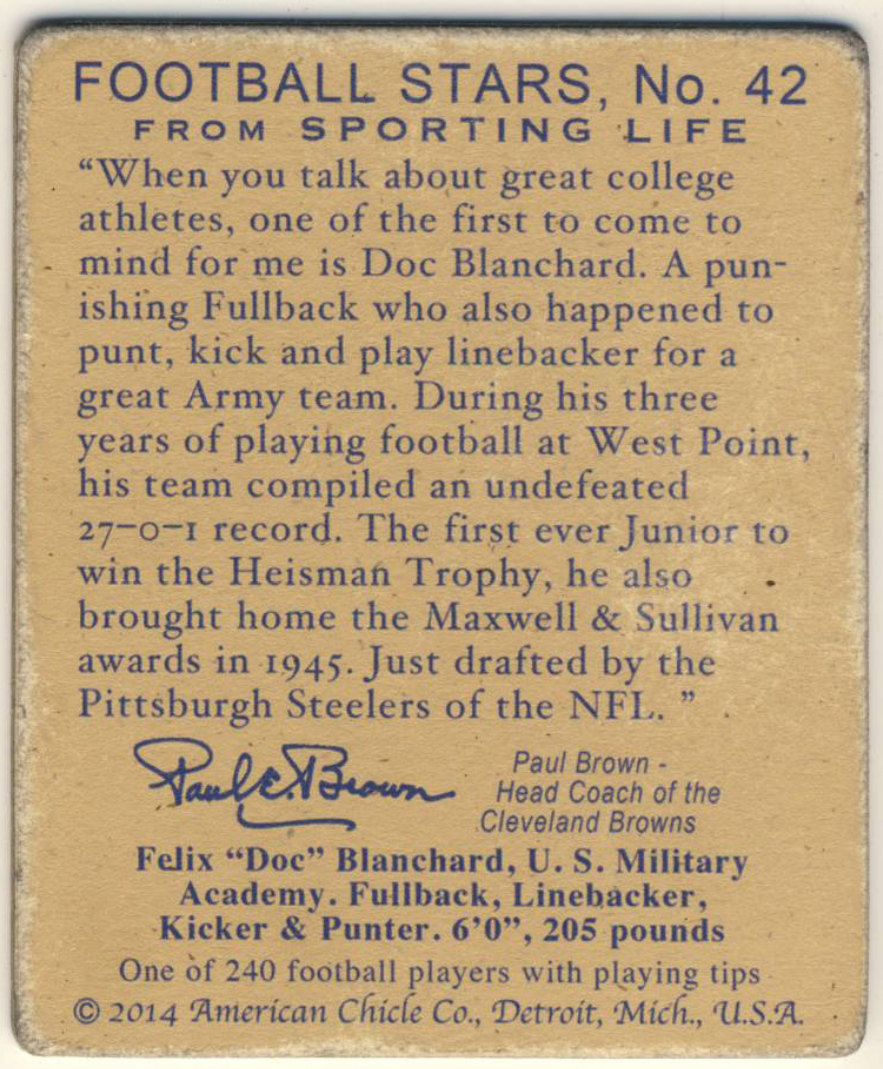 FOOTBALL STARS, No. 42
FROM SPORTING LIFE
“When you talk about great college
athletes, one of the first to come to
mind for me is Doc Blanchard. A pun-
ishing Fullback who also happened to
punt, kick and play linebacker for a
great Army team. During his three
years of playing football at West Point,
his team compiled an undefeated
27–0–1 record. The first ever Junior to
win the Heisman Trophy, he also
brought home the Maxwell & Sullivan
awards in 1945. Just drafted by the
Pittsburgh Steelers of the NFL. ”
Paul E. Brown
Paul Brown -
Head Coach of the
Cleveland Browns
Felix “Doc” Blanchard, U. S. Military
Academy. Fullback, Linebacker,
Kicker & Punter. 6’0”, 205 pounds
One of 240 football players with playing tips
© 2014 American Chicle Co., Detroit, Mich., U.S.A.